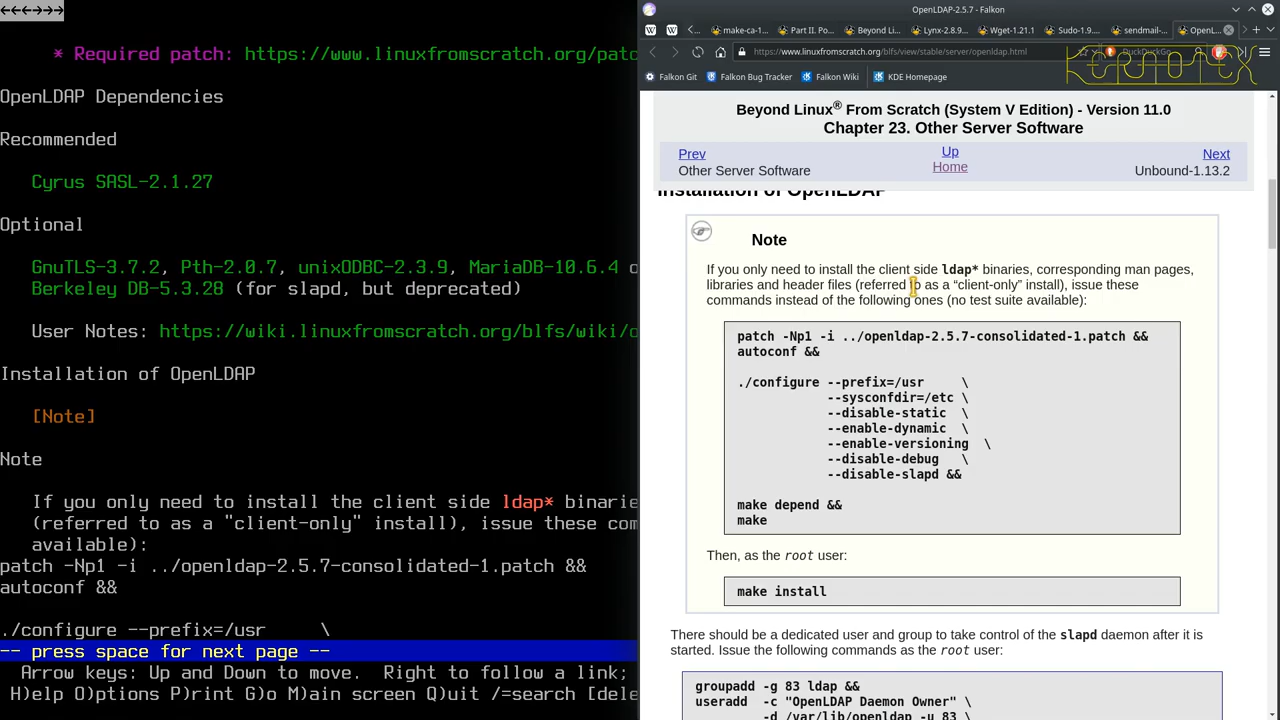 ←←←→→→
* Required patch: https://www.linuxfromscratch.org/patc
OpenLDAP Dependencies
Recommended
Cyrus SASL-2.1.27
Optional
GnuTLS-3.7.2, Pth-2.0.7, unixODBC-2.3.9, MariaDB-10.6.4 o
Berkeley DB-5.3.28 (for slapd, but deprecated)
User Notes: https://wiki.linuxfromscratch.org/blfs/wiki/o
Installation of OpenLDAP
[Note]
Note
If you only need to install the client side ldap* binarie
(referred to as a "client-only" install), issue these com
available):
patch -Np1 -i ../openldap-2.5.7-consolidated-1.patch &&
autoconf &&
./configure --prefix=/usr     \
-- press space for next page --
Arrow keys: Up and Down to move.  Right to follow a link;
H)elp O)ptions P)rint G)o M)ain screen Q)uit /=search [dele
OpenLDAP-2.5.7 - Falkon
make-ca-1 Part II. Po Beyond Li Lynx-2.8.9 Wget-1.21.1 Sudo-1.9. sendmail- OpenL
https://www.linuxfromscratch.org/blfs/view/stable/server/openldap.html DuckDuckGo
Falkon Git Falkon Bug Tracker Falkon Wiki KDE Homepage
Beyond Linux® From Scratch (System V Edition) - Version 11.0
Chapter 23. Other Server Software
Prev Up Next
Other Server Software Home Unbound-1.13.2
Installation of OpenLDAP
Note
If you only need to install the client side ldap* binaries, corresponding man pages,
libraries and header files (referred to as a “client-only” install), issue these
commands instead of the following ones (no test suite available):
patch -Np1 -i ../openldap-2.5.7-consolidated-1.patch &&
autoconf &&
./configure --prefix=/usr     \
--sysconfdir=/etc \
--disable-static  \
--enable-dynamic  \
--enable-versioning  \
--disable-debug   \
--disable-slapd &&
make depend &&
make
Then, as the root user:
make install
There should be a dedicated user and group to take control of the slapd daemon after it is
started. Issue the following commands as the root user:
groupadd -g 83 ldap &&
useradd  -c "OpenLDAP Daemon Owner" \
-d /var/lib/openldap -u 83 \